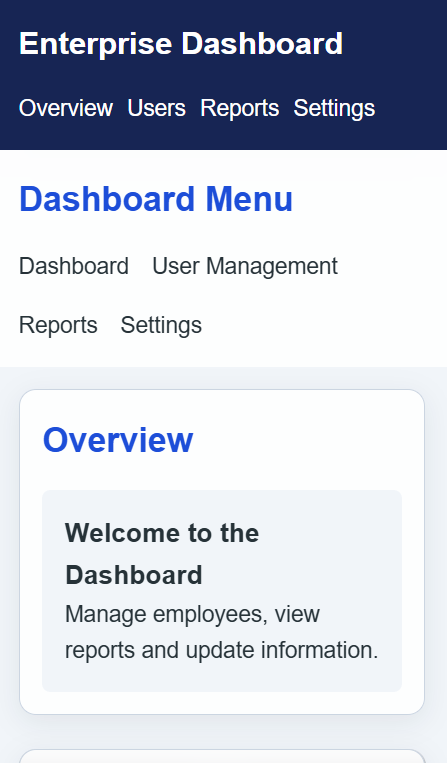 Enterprise Dashboard
Overview Users Reports Settings
Dashboard Menu
Dashboard User Management
Reports Settings
Overview
Welcome to the
Dashboard
Manage employees, view
reports and update information.